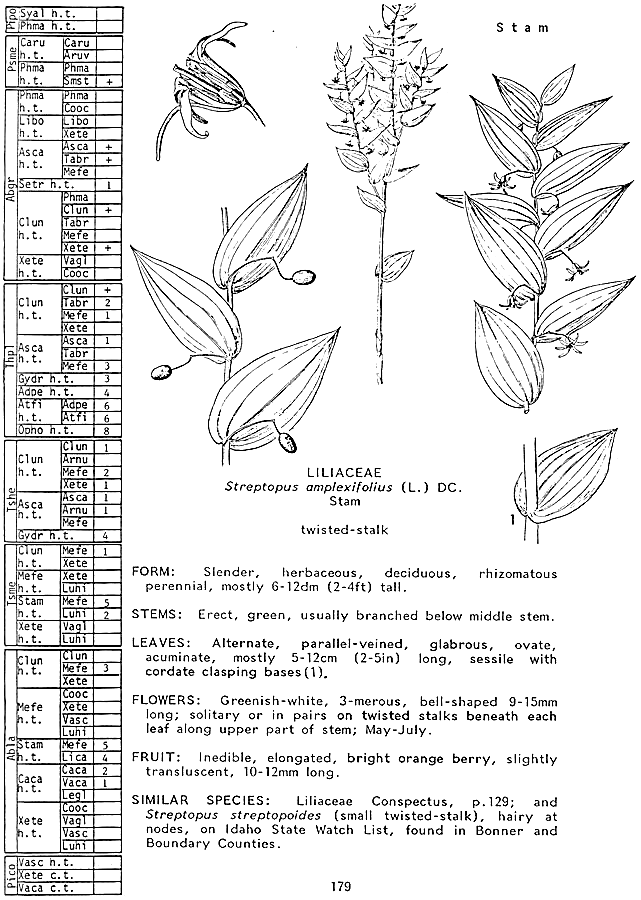 Stam
Pipo
Syal h.t.
Phma h.t.
Psme
Caru h.t. Caru
Aruv
Phma h.t. Phma
Smst +
Abgr
Phma h.t. Phma
Cooc
Libo h.t. Libo
Xete
Asca h.t. Asca +
Tabr +
Mefe
Setr h.t. 1
Clun h.t. Phma
Clun +
Tabr
Mefe
Xete +
Xete h.t. Vagl
Cooc
Thpl
Clun h.t. Clun +
Tabr 2
Mefe 1
Xete
Asca h.t. Asca 1
Tabr
Mefe 3
Gydr h.t. 3
Adpe h.t. 4
Atfi h.t. Adpe 6
Atfi 6
Opho h.t. 8
Tshe
Clun h.t. Clun 1
Arnu
Mefe 2
Xete 1
Asca h.t. Asca 1
Arnu 1
Mefe
Gydr h.t. 4
Tsme
Clun h.t. Mefe 1
Xete
Mefe h.t. Xete
Luhi
Stam h.t. Mefe 5
Luhi 2
Xete h.t. Vagl
Luhi
Abla
Clun h.t. Clun
Mefe 3
Xete
Mefe h.t. Cooc
Xete
Vasc
Luhi
Stam h.t. Mefe 5
Lica 4
Caca h.t. Caca 2
Vaca 1
Legl
Xete h.t. Cooc
Vagl
Vasc
Luhi
Pico
Vasc h.t.
Xete c.t.
Vaca c.t.
1
LILIACEAE
Streptopus amplexifolius (L.) DC.
Stam
twisted-stalk
FORM: Slender, herbaceous, deciduous, rhizomatous
perennial, mostly 6-12dm (2-4ft) tall.
STEMS: Erect, green, usually branched below middle stem.
LEAVES: Alternate, parallel-veined, glabrous, ovate,
acuminate, mostly 5-12cm (2-5in) long, sessile with
cordate clasping bases(1).
FLOWERS: Greenish-white, 3-merous, bell-shaped 9-15mm
long; solitary or in pairs on twisted stalks beneath each
leaf along upper part of stem; May-July.
FRUIT: Inedible, elongated, bright orange berry, slightly
transluscent, 10-12mm long.
SIMILAR SPECIES: Liliaceae Conspectus, p.129; and
Streptopus streptopoides (small twisted-stalk), hairy at
nodes, on Idaho State Watch List, found in Bonner and
Boundary Counties.
179